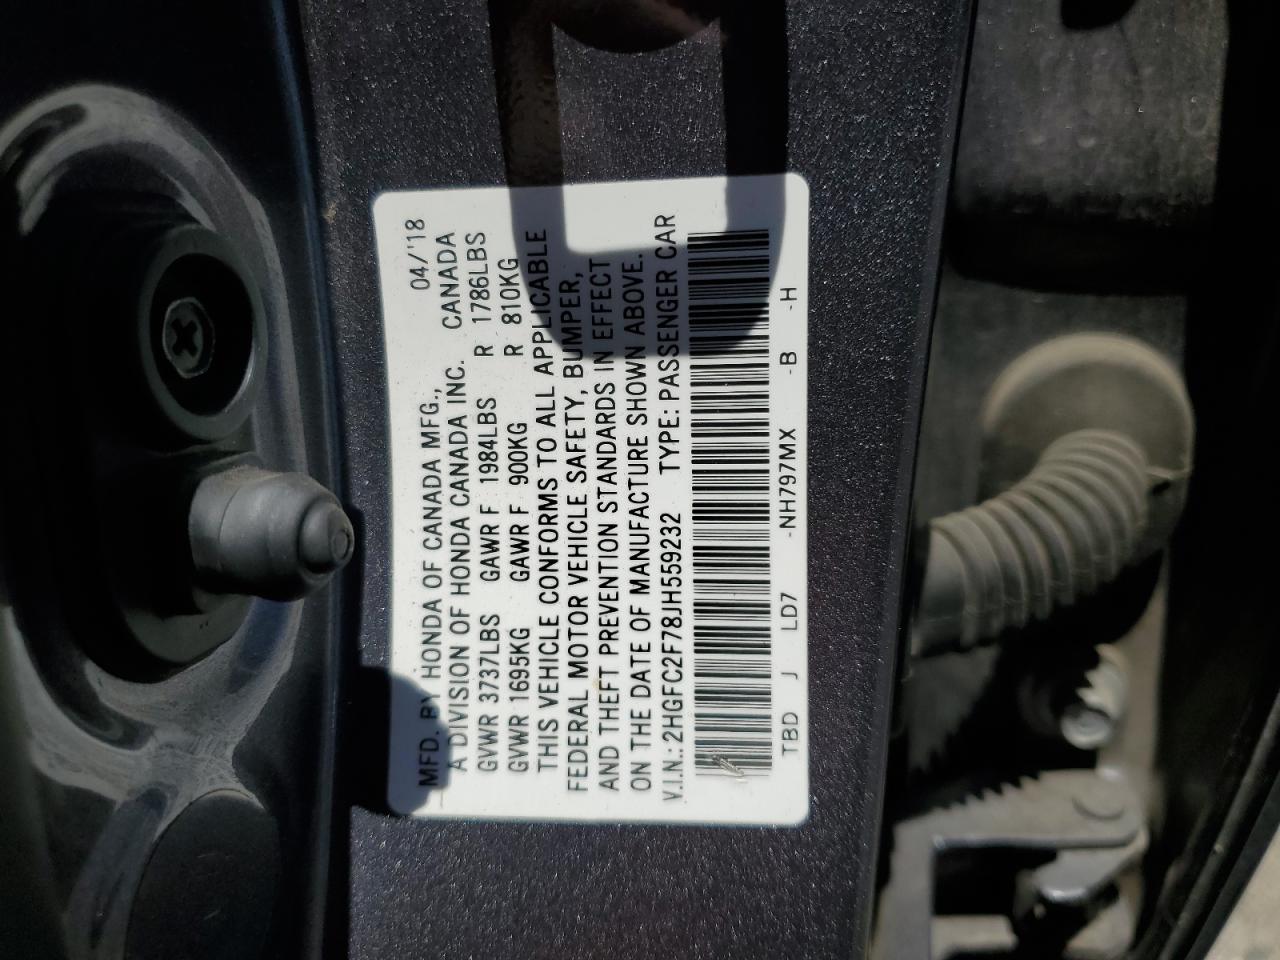 MFD. BY HONDA OF CANADA MFG., 04/'18
A DIVISION OF HONDA CANADA INC. CANADA
GVWR 3737LBS GAWR F 1984LBS R 1786LBS
GVWR 1695KG GAWR F 900KG R 810KG
THIS VEHICLE CONFORMS TO ALL APPLICABLE
FEDERAL MOTOR VEHICLE SAFETY, BUMPER,
AND THEFT PREVENTION STANDARDS IN EFFECT
ON THE DATE OF MANUFACTURE SHOWN ABOVE.
V.I.N.: 2HGFC2F78JH559232 TYPE: PASSENGER CAR
TBD J LD7 -NH797MX -B -H